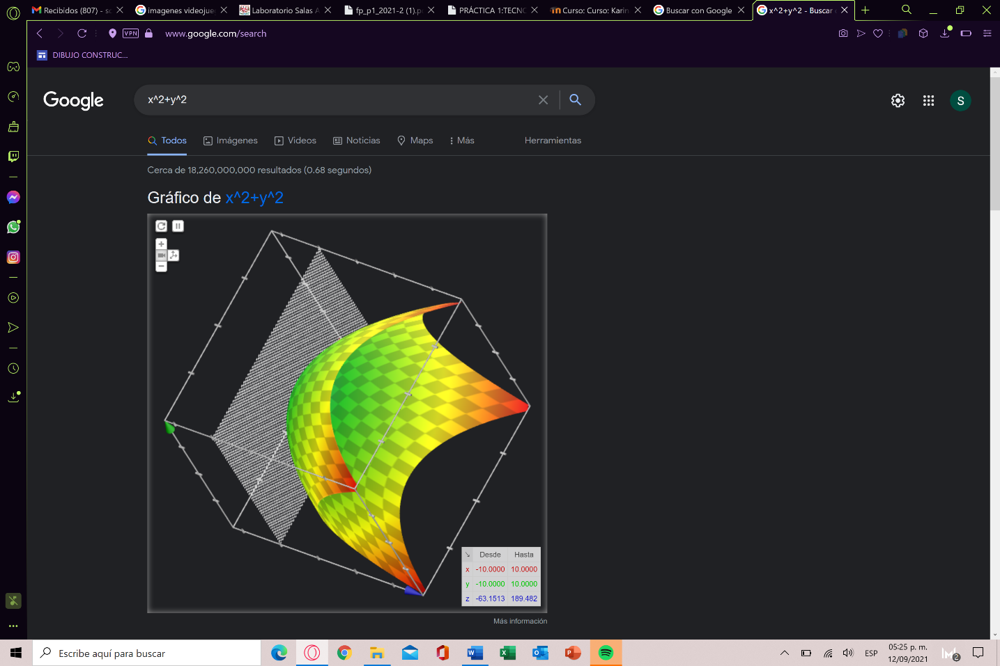 Recibidos (807) - sc
imagenes videojue
Laboratorio Salas A
fp_p1_2021-2 (1).p
PRÁCTICA 1:TECNO
Curso: Curso: Karin
Buscar con Google
x^2+y^2 - Buscar
VPN
www.google.com/search
DIBUJO CONSTRUC...
Google
x^2+y^2
S
Todos
Imágenes
Videos
Noticias
Maps
Más
Herramientas
Cerca de 18,260,000,000 resultados (0.68 segundos)
Gráfico de x^2+y^2
Desde Hasta
x -10.0000 10.0000
y -10.0000 10.0000
z -63.1513 189.482
Más información
Escribe aquí para buscar
ESP
05:25 p. m.
12/09/2021
2